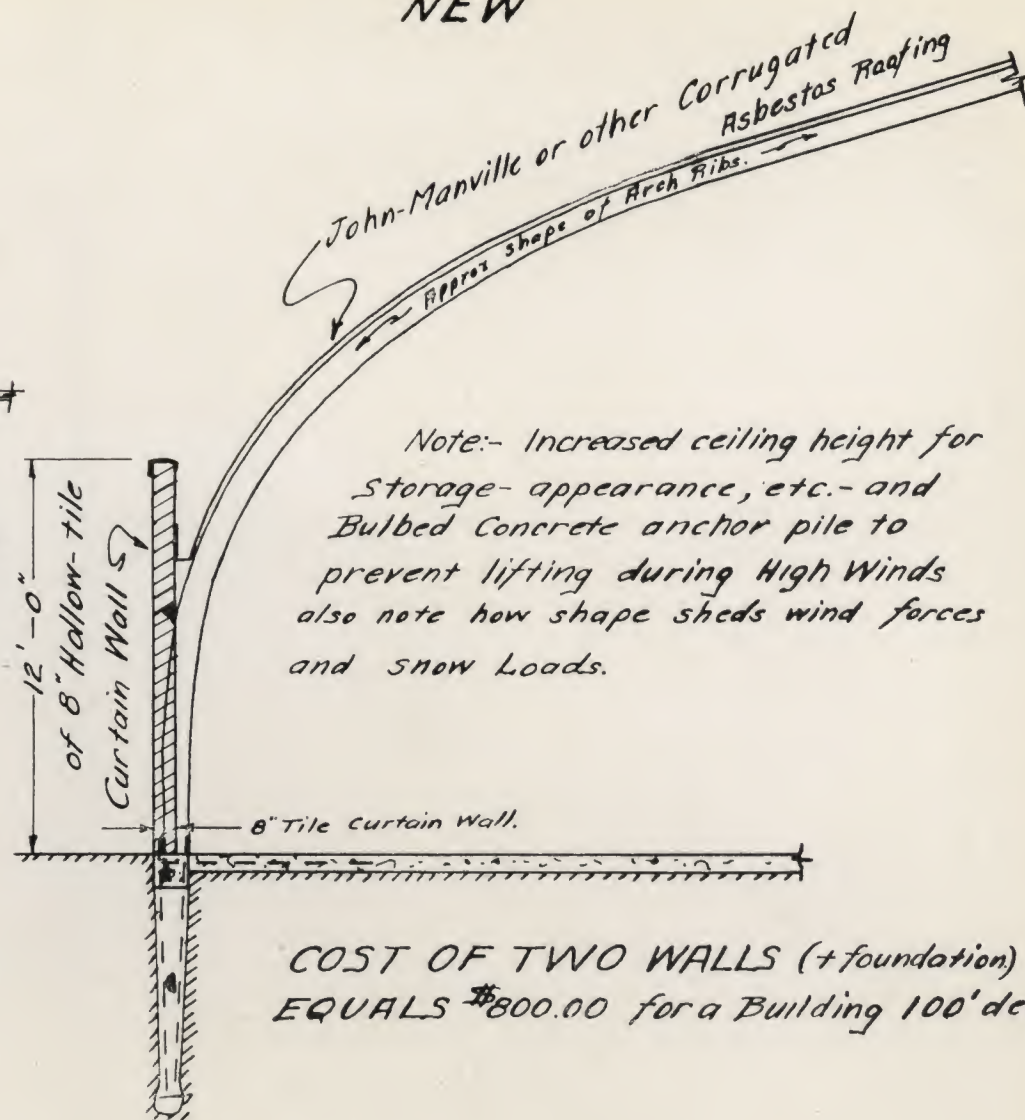 NEW
John-Manville or other Corrugated
Asbestos Roofing
Approx shape of Arch Ribs.
Note:- Increased ceiling height for
Storage- appearance, etc.- and
Bulbed Concrete anchor pile to
prevent lifting during High Winds
also note how shape sheds wind forces
and snow Loads.
12'-0"
of 8" Hollow-tile
Curtain Wall
8" Tile Curtain Wall.
COST OF TWO WALLS (+foundation)
EQUALS $800.00 for a Building 100' de